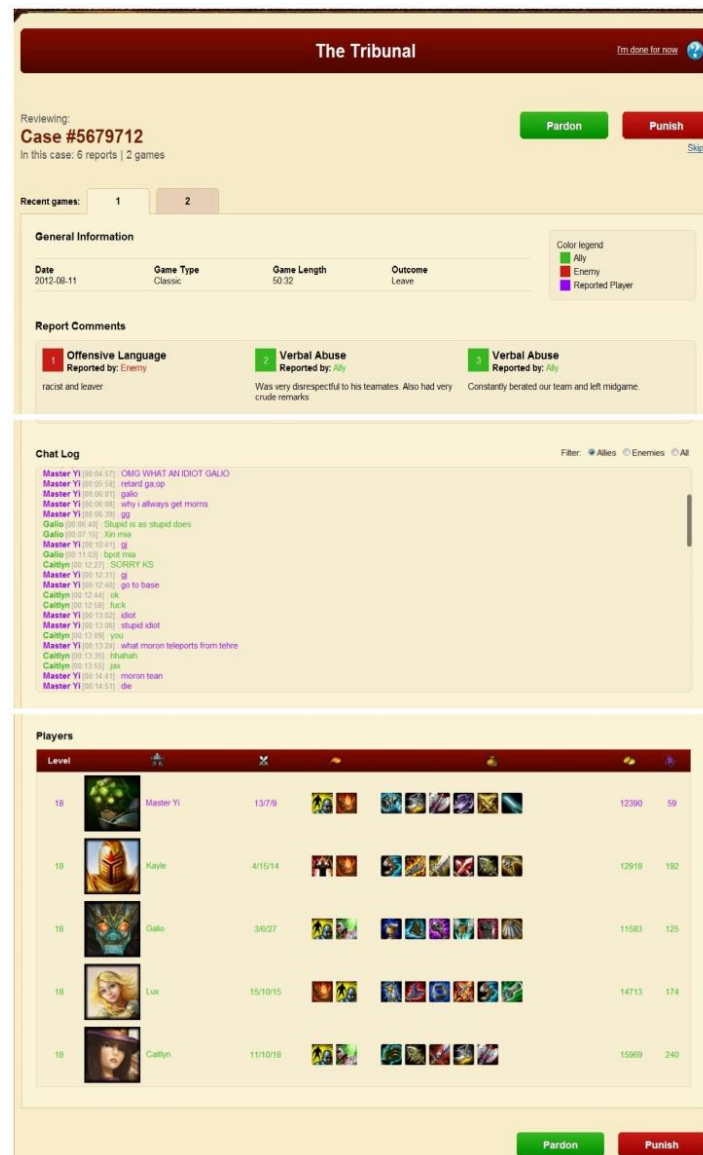 The Tribunal
I'm done for now
Reviewing:
Case #5679712
In this case: 6 reports | 2 games
Pardon
Punish
Skip
Recent games: 1 2
General Information
Date Game Type Game Length Outcome
2012-08-11 Classic 50:32 Leave
Color legend
Ally
Enemy
Reported Player
Report Comments
1 Offensive Language
Reported by: Enemy
racist and leaver
2 Verbal Abuse
Reported by: Ally
Was very disrespectful to his teamates. Also had very
crude remarks
3 Verbal Abuse
Reported by: Ally
Constantly berated our team and left midgame.
Chat Log
Filter: Allies Enemies All
Master Yi [00:04:57] OMG WHAT AN IDIOT GALIO
Master Yi [00:05:58] retard ga;op
Master Yi [00:06:01] galio
Master Yi [00:06:08] why i allways get morns
Master Yi [00:06:39] gg
Galio [00:06:40] Stupid is as stupid does
Galio [00:07:15] Xin mia
Master Yi [00:10:41] gj
Galio [00:11:03] bpot mia
Caitlyn [00:12:27] SORRY KS
Master Yi [00:12:31] gj
Master Yi [00:12:40] go to base
Caitlyn [00:12:44] ok
Caitlyn [00:12:58] fuck
Master Yi [00:13:02] idiot
Master Yi [00:13:06] stupid idiot
Caitlyn [00:13:09] you
Master Yi [00:13:24] what moron teleports from tehre
Caitlyn [00:13:35] hhahah
Caitlyn [00:13:55] jax
Master Yi [00:14:41] moron tean
Master Yi [00:14:51] die
Players
Level
18 Master Yi 13/7/9 12390 59
18 Kayle 4/15/14 12918 192
18 Galio 3/6/27 11583 125
18 Lux 15/10/15 14713 174
18 Caitlyn 11/10/18 15969 240
Pardon
Punish